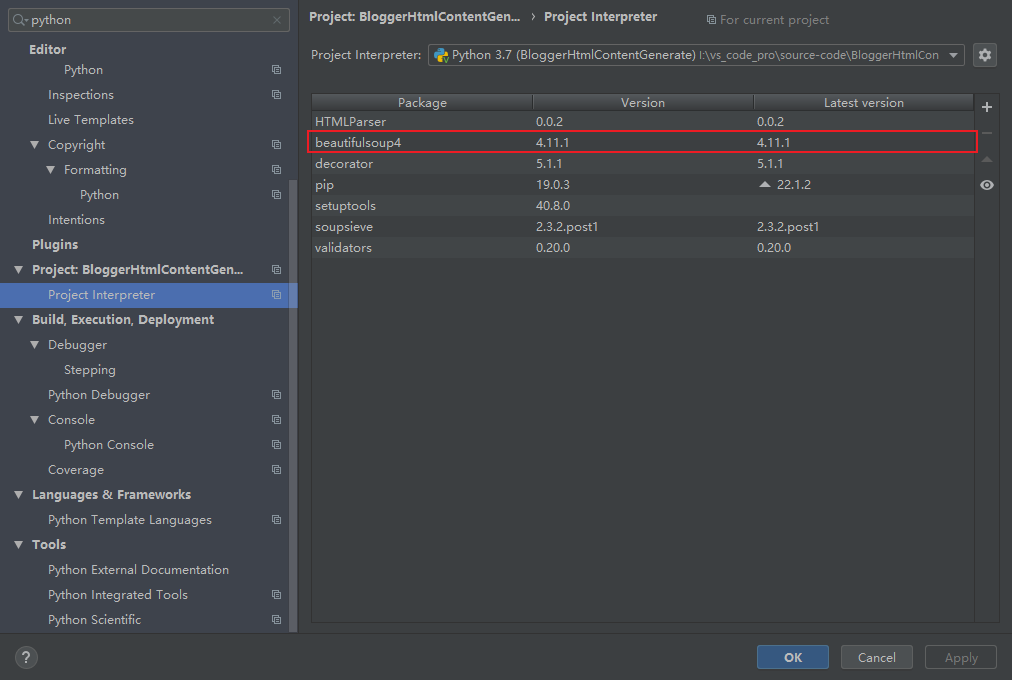 python
Editor
Python
Inspections
Live Templates
Copyright
Formatting
Python
Intentions
Plugins
Project: BloggerHtmlContentGen...
Project Interpreter
Build, Execution, Deployment
Debugger
Stepping
Python Debugger
Console
Python Console
Coverage
Languages & Frameworks
Python Template Languages
Tools
Python External Documentation
Python Integrated Tools
Python Scientific
Project: BloggerHtmlContentGen... › Project Interpreter For current project
Project Interpreter: Python 3.7 (BloggerHtmlContentGenerate) I:\vs_code_pro\source-code\BloggerHtmlCon
Package Version Latest version
HTMLParser 0.0.2 0.0.2
beautifulsoup4 4.11.1 4.11.1
decorator 5.1.1 5.1.1
pip 19.0.3 22.1.2
setuptools 40.8.0
soupsieve 2.3.2.post1 2.3.2.post1
validators 0.20.0 0.20.0
? OK Cancel Apply